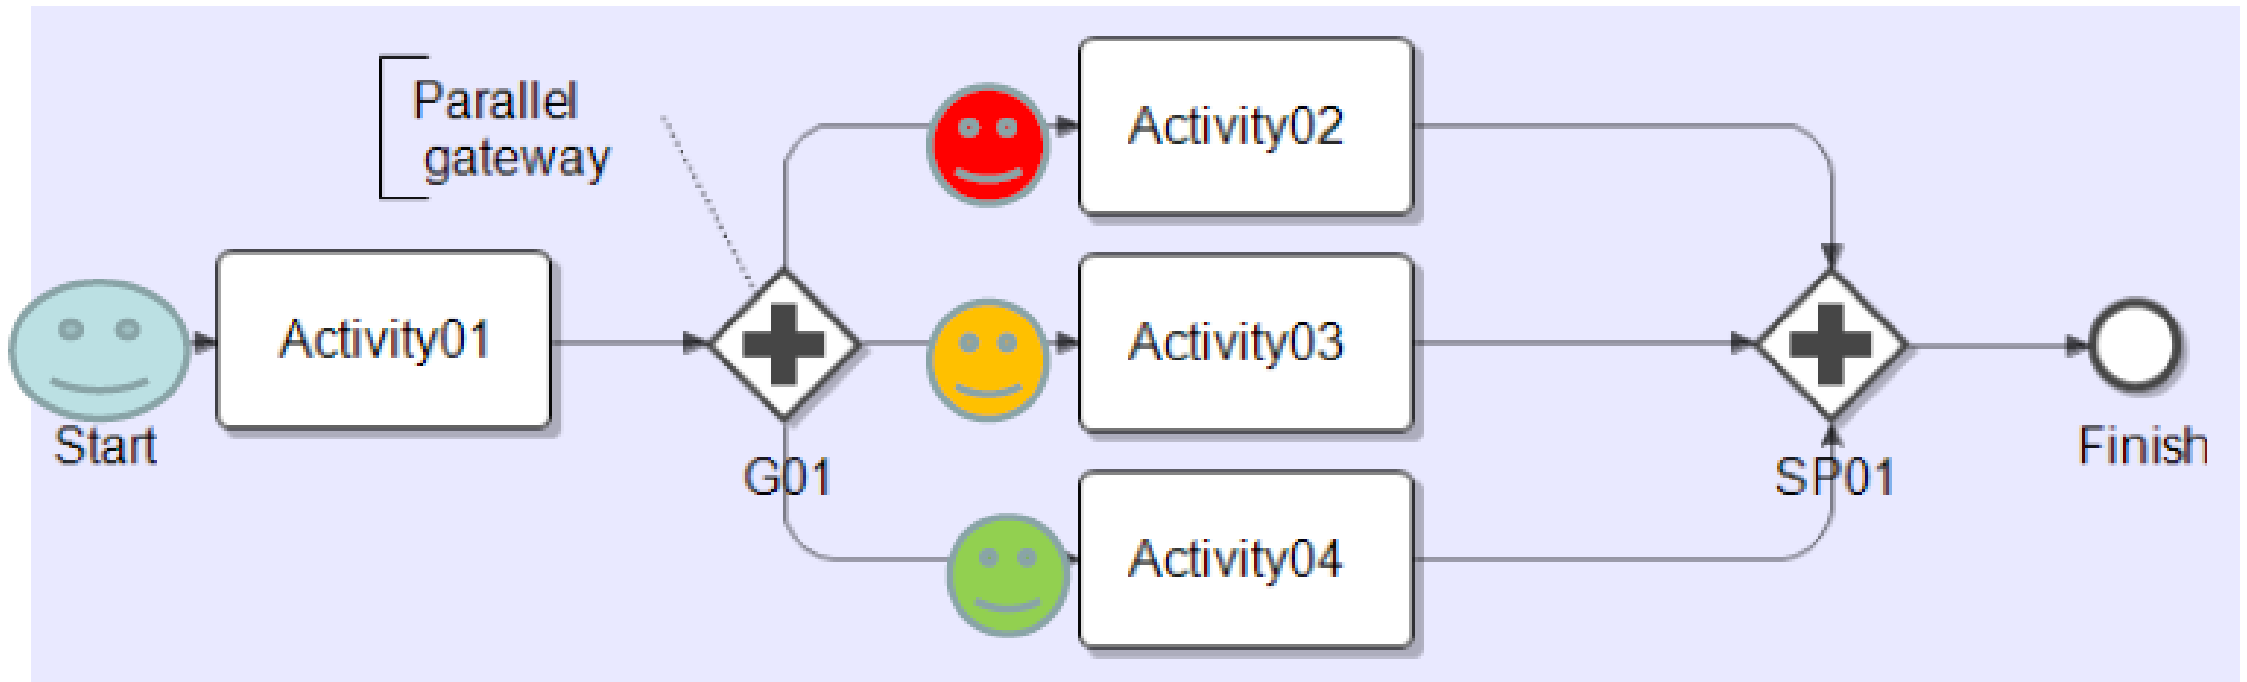 Parallel
gateway
Activity02
Activity01
Activity03
Start
G01
SP01
Finish
Activity04